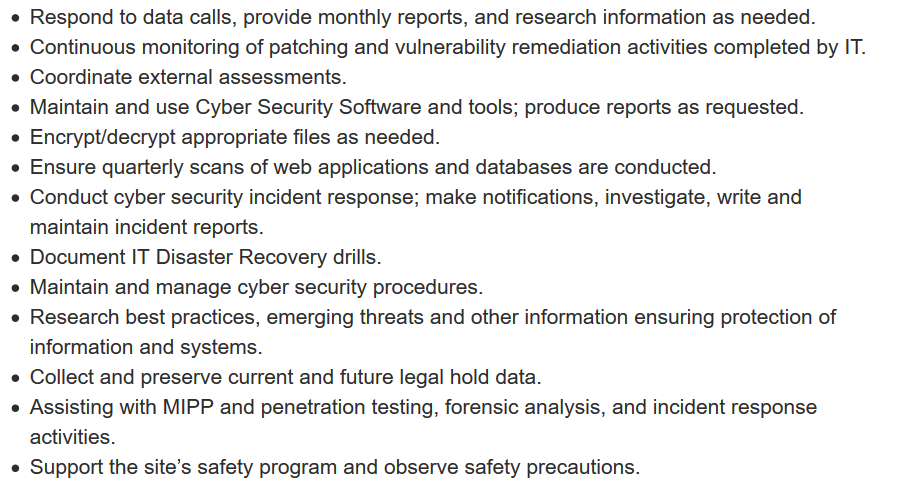 • Respond to data calls, provide monthly reports, and research information as needed.
• Continuous monitoring of patching and vulnerability remediation activities completed by IT.
• Coordinate external assessments.
• Maintain and use Cyber Security Software and tools; produce reports as requested.
• Encrypt/decrypt appropriate files as needed.
• Ensure quarterly scans of web applications and databases are conducted.
• Conduct cyber security incident response; make notifications, investigate, write and
maintain incident reports.
• Document IT Disaster Recovery drills.
• Maintain and manage cyber security procedures.
• Research best practices, emerging threats and other information ensuring protection of
information and systems.
• Collect and preserve current and future legal hold data.
• Assisting with MIPP and penetration testing, forensic analysis, and incident response
activities.
• Support the site’s safety program and observe safety precautions.